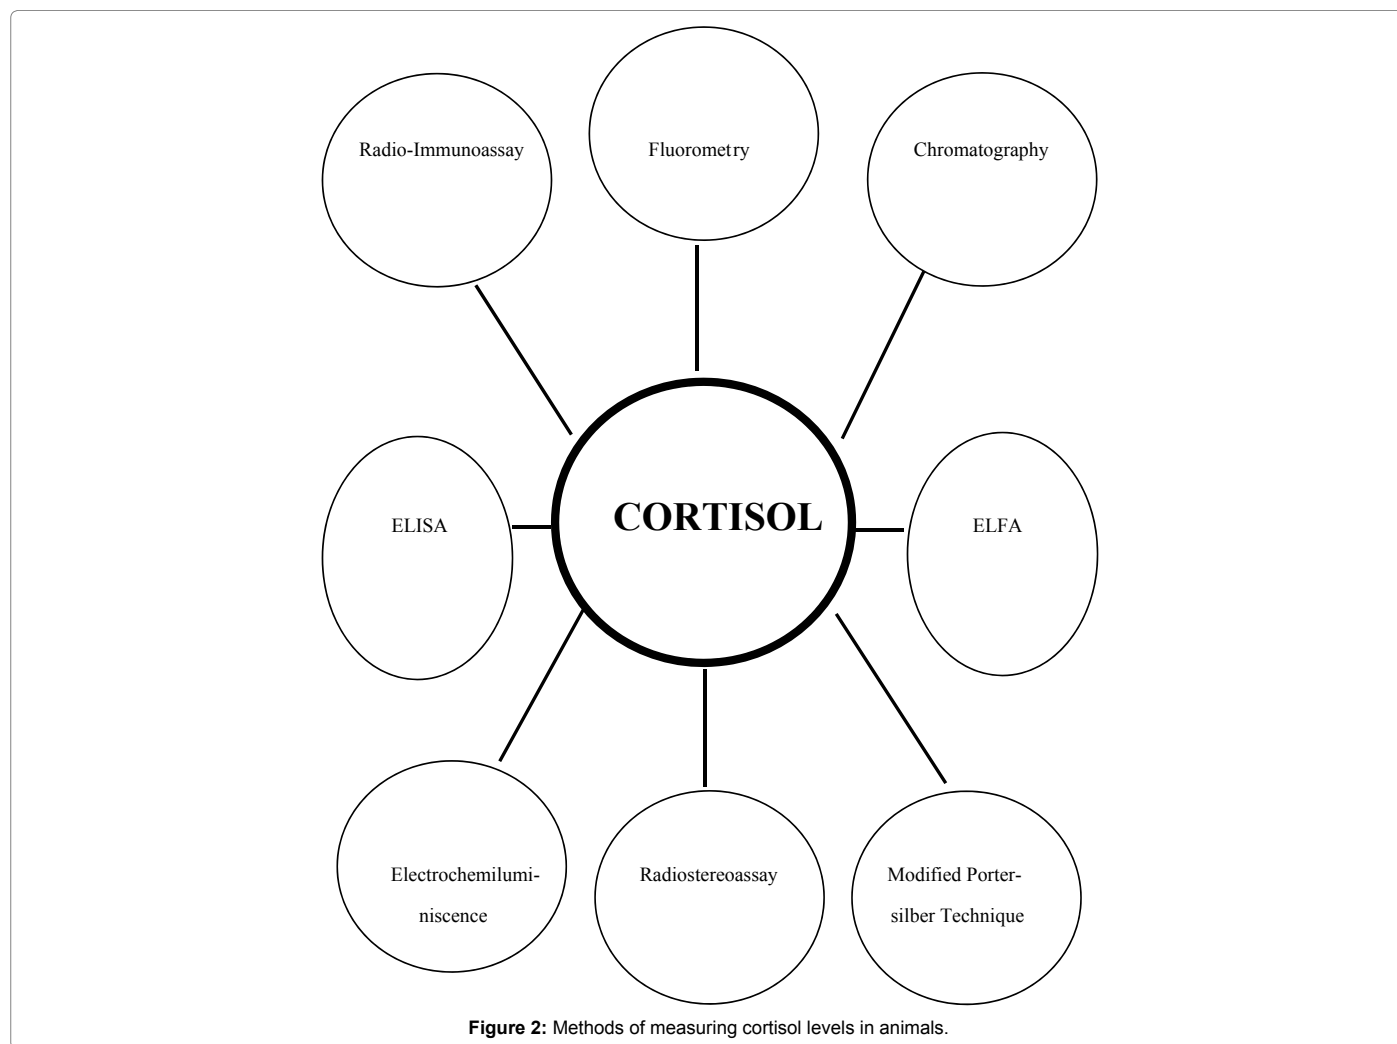 Radio-Immunoassay
Fluorometry
Chromatography
ELISA
CORTISOL
ELFA
Electrochemilumi-
niscence
Radiostereoassay
Modified Porter-
silber Technique
Figure 2: Methods of measuring cortisol levels in animals.